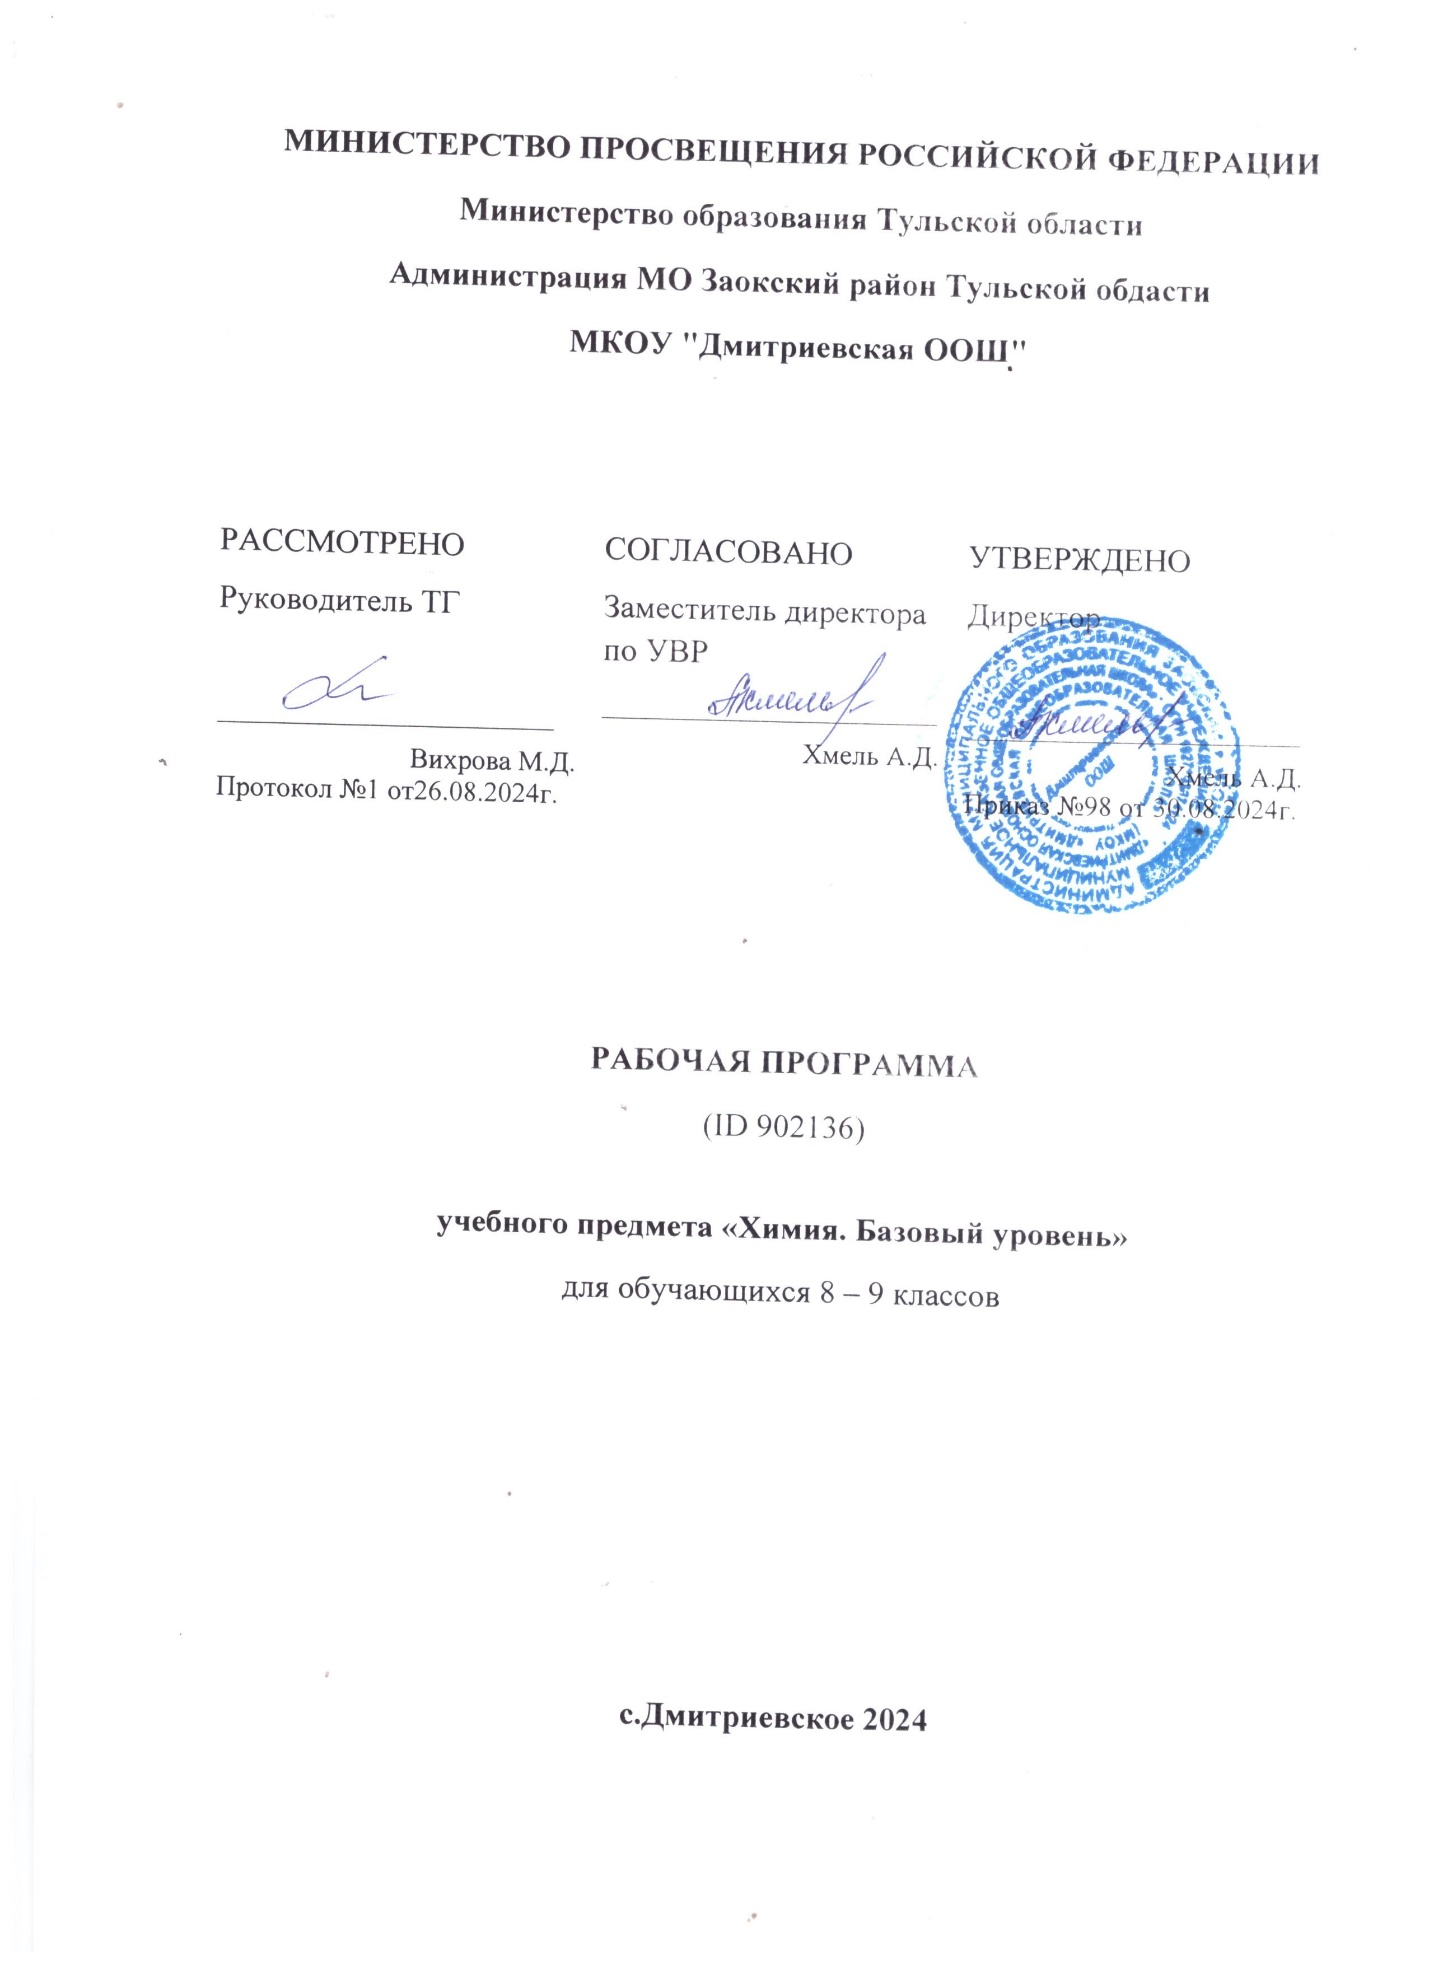 МИНИСТЕРСТВО ПРОСВЕЩЕНИЯ РОССИЙСКОЙ ФЕДЕРАЦИИ
Министерство образования Тульской области
Администрация МО Заокский район Тульской обдасти
МКОУ "Дмитриевская ООШ"
РАССМОТРЕНО
Руководитель ТГ
Вихрова М.Д.
Протокол №1 от26.08.2024г.
СОГЛАСОВАНО
Заместитель директора
по УВР
Хмель А.Д.
УТВЕРЖДЕНО
Директор
Хмель А.Д.
Приказ №98 от 30.08.2024г.
РАБОЧАЯ ПРОГРАММА
(ID 902136)
учебного предмета «Химия. Базовый уровень»
для обучающихся 8 – 9 классов
с.Дмитриевское 2024